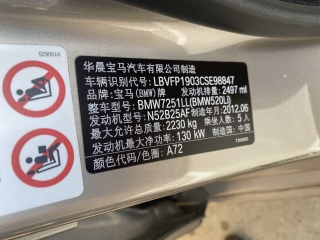 华晨宝马汽车有限公司制造
车辆识别代号: LBVFP1903CSE98847
品牌: 宝马(BMW)牌 发动机排量: 2497 ml
整车型号: BMW7251LL(BMW520Li)
发动机型号: N52B25AF 制造年月: 2012.06
最大允许总质量: 2230 kg 乘坐人数: 5 人
发动机最大净功率: 130 kW 制造国: 中国
颜色代码/色圈: A72